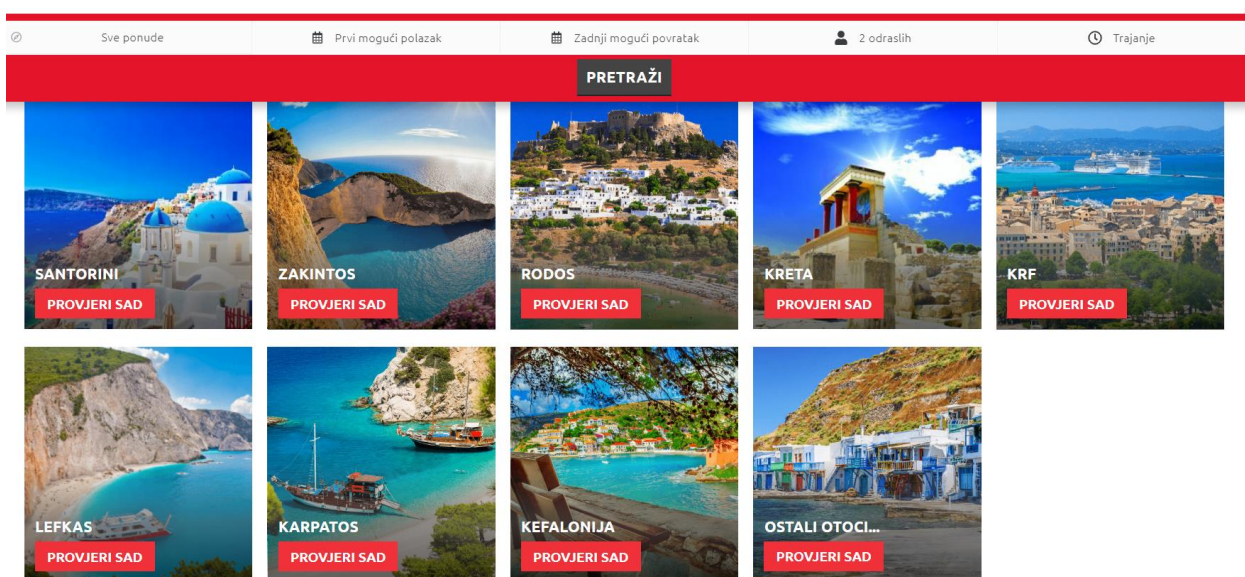 Sve ponude
Prvi mogući polazak
Zadnji mogući povratak
2 odraslih
Trajanje
PRETRAŽI
SANTORINI
PROVJERI SAD
ZAKINTOS
PROVJERI SAD
RODOS
PROVJERI SAD
KRETA
PROVJERI SAD
KRF
PROVJERI SAD
LEFKAS
PROVJERI SAD
KARPATOS
PROVJERI SAD
KEFALONIJA
PROVJERI SAD
OSTALI OTOCI...
PROVJERI SAD